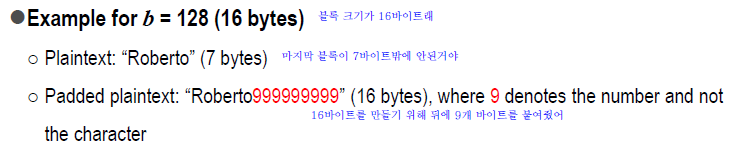 ● Example for b = 128 (16 bytes) 블록 크기가 16바이트래
○ Plaintext: “Roberto” (7 bytes) 마지막 블록이 7바이트밖에 안된거야
○ Padded plaintext: “Roberto999999999” (16 bytes), where 9 denotes the number and not
16바이트를 만들기 위해 뒤에 9개 바이트를 붙여줬어
the character